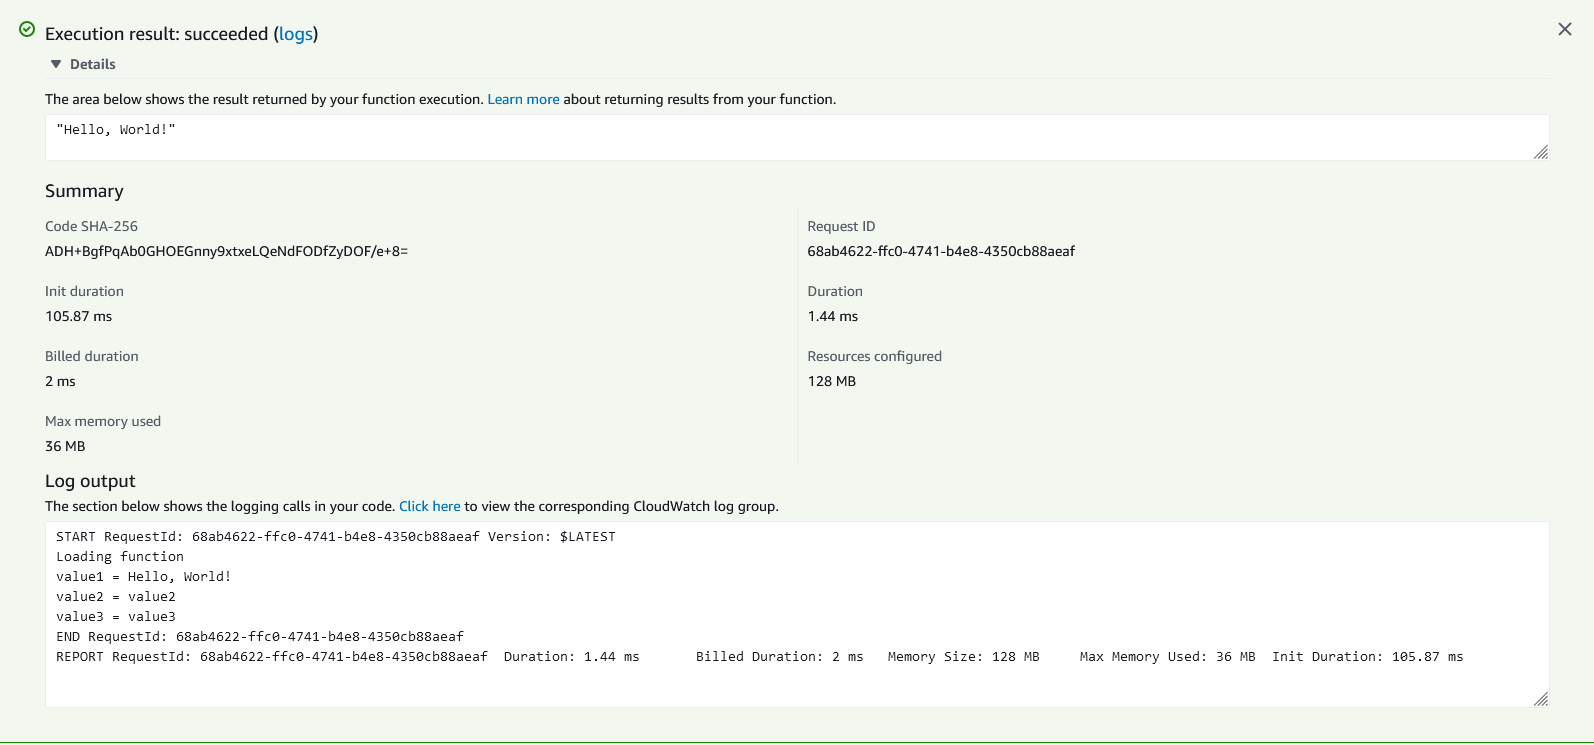 Execution result: succeeded (logs)
Details
The area below shows the result returned by your function execution. Learn more about returning results from your function.
"Hello, World!"
Summary
Code SHA-256
ADH+BgfPqAb0GHOEGnny9xtxeLQeNdFODfZyDOF/e+8=
Request ID
68ab4622-ffc0-4741-b4e8-4350cb88aeaf
Init duration
105.87 ms
Duration
1.44 ms
Billed duration
2 ms
Resources configured
128 MB
Max memory used
36 MB
Log output
The section below shows the logging calls in your code. Click here to view the corresponding CloudWatch log group.
START RequestId: 68ab4622-ffc0-4741-b4e8-4350cb88aeaf Version: $LATEST
Loading function
value1 = Hello, World!
value2 = value2
value3 = value3
END RequestId: 68ab4622-ffc0-4741-b4e8-4350cb88aeaf
REPORT RequestId: 68ab4622-ffc0-4741-b4e8-4350cb88aeaf Duration: 1.44 ms Billed Duration: 2 ms Memory Size: 128 MB Max Memory Used: 36 MB Init Duration: 105.87 ms